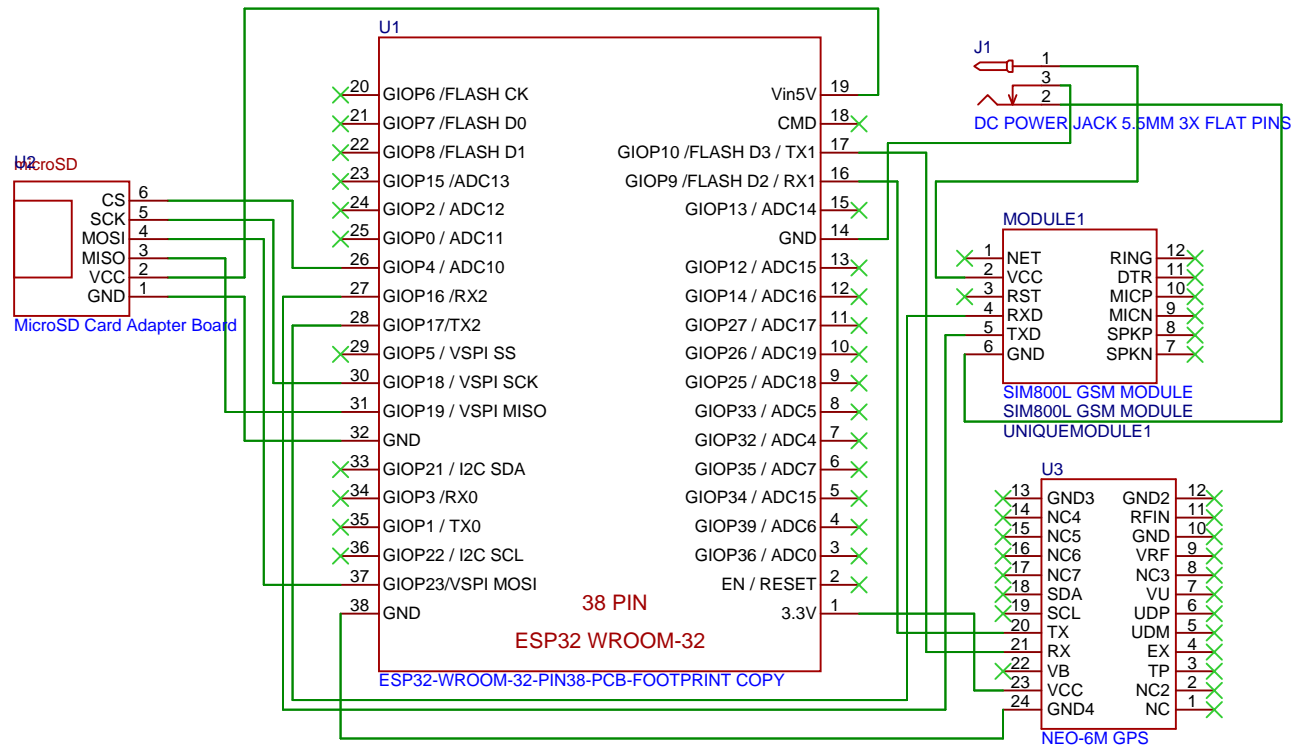 U1
20 GIOP6 /FLASH CK
21 GIOP7 /FLASH D0
22 GIOP8 /FLASH D1
23 GIOP15 /ADC13
24 GIOP2 / ADC12
25 GIOP0 / ADC11
26 GIOP4 / ADC10
27 GIOP16 /RX2
28 GIOP17/TX2
29 GIOP5 / VSPI SS
30 GIOP18 / VSPI SCK
31 GIOP19 / VSPI MISO
32 GND
33 GIOP21 / I2C SDA
34 GIOP3 /RX0
35 GIOP1 / TX0
36 GIOP22 / I2C SCL
37 GIOP23/VSPI MOSI
38 GND
Vin5V 19
CMD 18
GIOP10 /FLASH D3 / TX1 17
GIOP9 /FLASH D2 / RX1 16
GIOP13 / ADC14 15
GND 14
GIOP12 / ADC15 13
GIOP14 / ADC16 12
GIOP27 / ADC17 11
GIOP26 / ADC19 10
GIOP25 / ADC18 9
GIOP33 / ADC5 8
GIOP32 / ADC4 7
GIOP35 / ADC7 6
GIOP34 / ADC15 5
GIOP39 / ADC6 4
GIOP36 / ADC0 3
EN / RESET 2
3.3V 1
38 PIN
ESP32 WROOM-32
ESP32-WROOM-32-PIN38-PCB-FOOTPRINT COPY
U2
microSD
CS 6
SCK 5
MOSI 4
MISO 3
VCC 2
GND 1
MicroSD Card Adapter Board
J1
1
3
2
DC POWER JACK 5.5MM 3X FLAT PINS
MODULE1
1 NET RING 12
2 VCC DTR 11
3 RST MICP 10
4 RXD MICN 9
5 TXD SPKP 8
6 GND SPKN 7
SIM800L GSM MODULE
SIM800L GSM MODULE
UNIQUEMODULE1
U3
13 GND3 GND2 12
14 NC4 RFIN 11
15 NC5 GND 10
16 NC6 VRF 9
17 NC7 NC3 8
18 SDA VU 7
19 SCL UDP 6
20 TX UDM 5
21 RX EX 4
22 VB TP 3
23 VCC NC2 2
24 GND4 NC 1
NEO-6M GPS